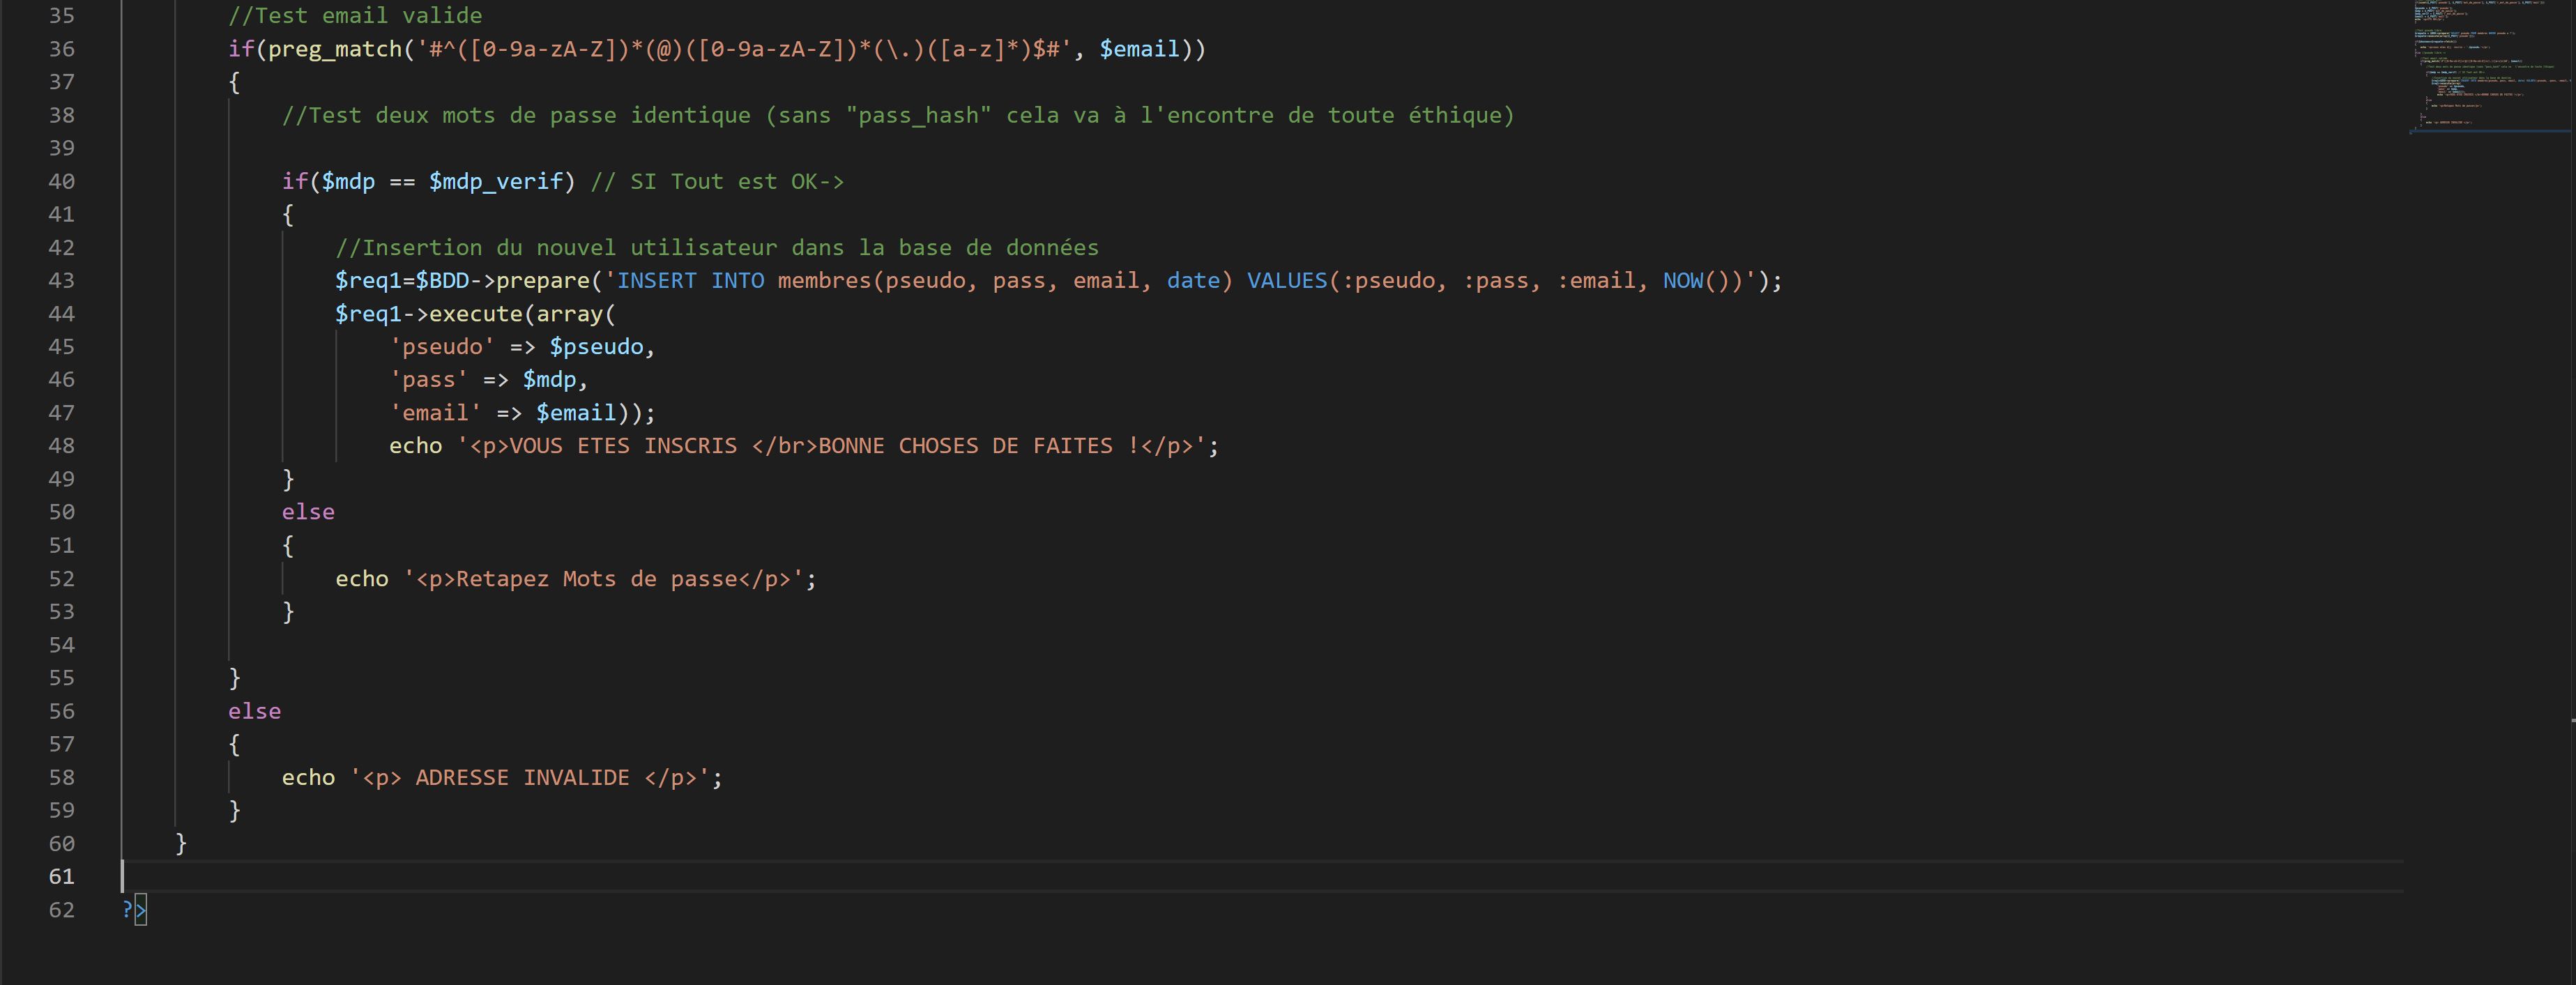 35 //Test email valide
36 if(preg_match('#^([0-9a-zA-Z])*(@)([0-9a-zA-Z])*(\.)([a-z]*)$#', $email))
37 {
38 //Test deux mots de passe identique (sans "pass_hash" cela va à l'encontre de toute éthique)
39
40 if($mdp == $mdp_verif) // SI Tout est OK->
41 {
42 //Insertion du nouvel utilisateur dans la base de données
43 $req1=$BDD->prepare('INSERT INTO membres(pseudo, pass, email, date) VALUES(:pseudo, :pass, :email, NOW())');
44 $req1->execute(array(
45 'pseudo' => $pseudo,
46 'pass' => $mdp,
47 'email' => $email));
48 echo '<p>VOUS ETES INSCRIS </br>BONNE CHOSES DE FAITES !</p>';
49 }
50 else
51 {
52 echo '<p>Retapez Mots de passe</p>';
53 }
54
55 }
56 else
57 {
58 echo '<p> ADRESSE INVALIDE </p>';
59 }
60 }
61
62 ?>